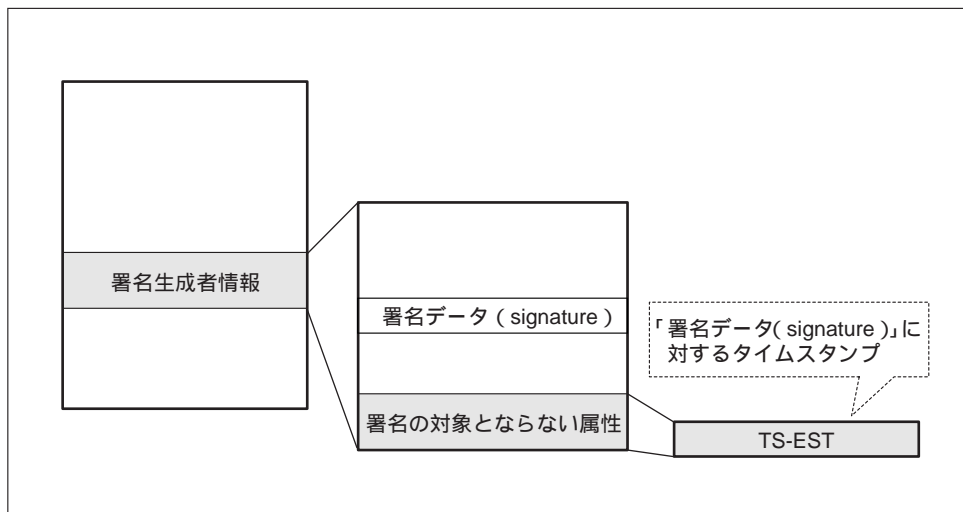 署名生成者情報
署名データ（signature）
「署名データ（signature）」に
対するタイムスタンプ
署名の対象とならない属性
TS-EST